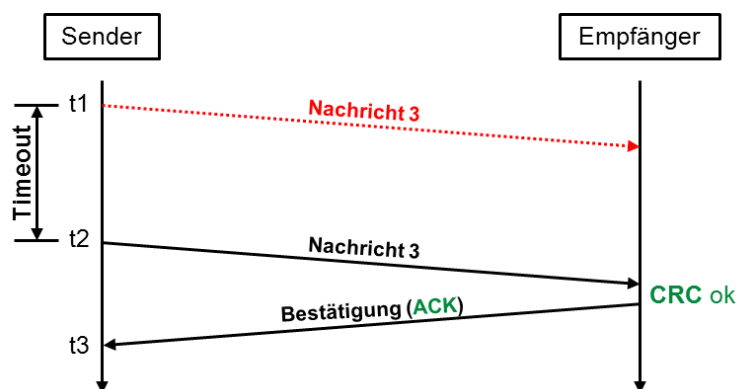 Sender
Empfänger
t1
Nachricht 3
Timeout
t2
Nachricht 3
CRC ok
Bestätigung (ACK)
t3